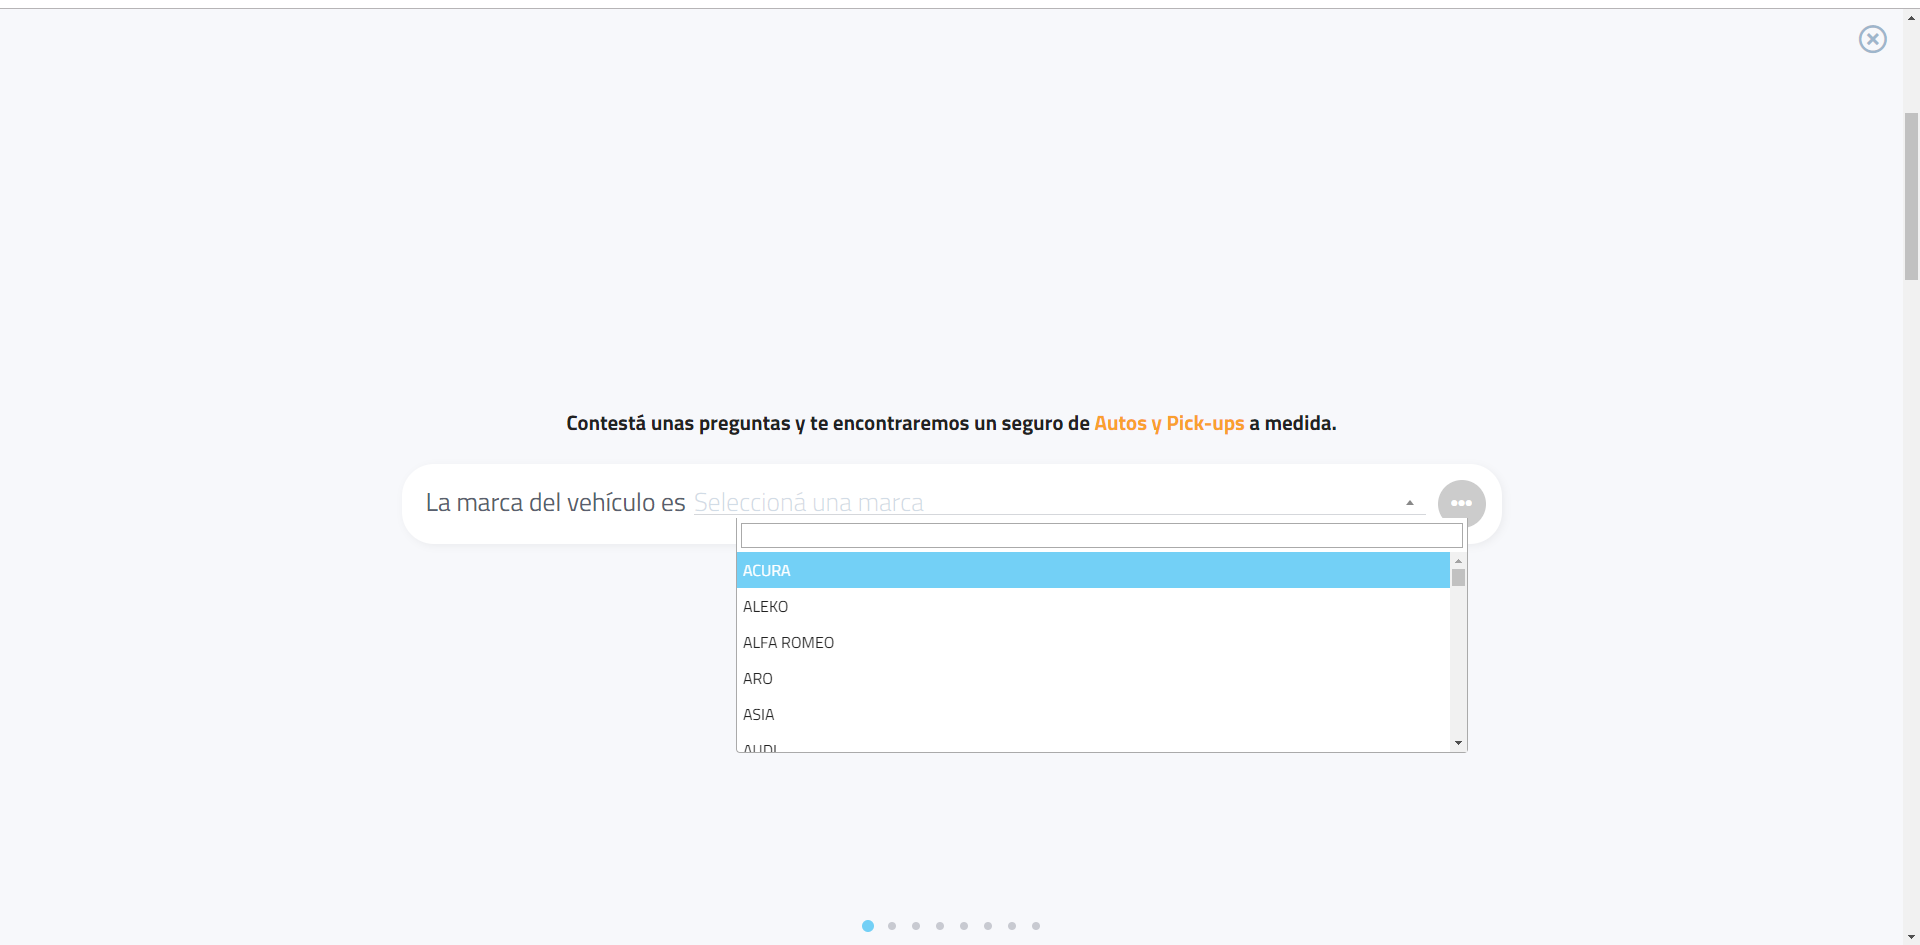 Contestá unas preguntas y te encontraremos un seguro de Autos y Pick-ups a medida.
La marca del vehículo es Seleccioná una marca
ACURA
ALEKO
ALFA ROMEO
ARO
ASIA
AUDI